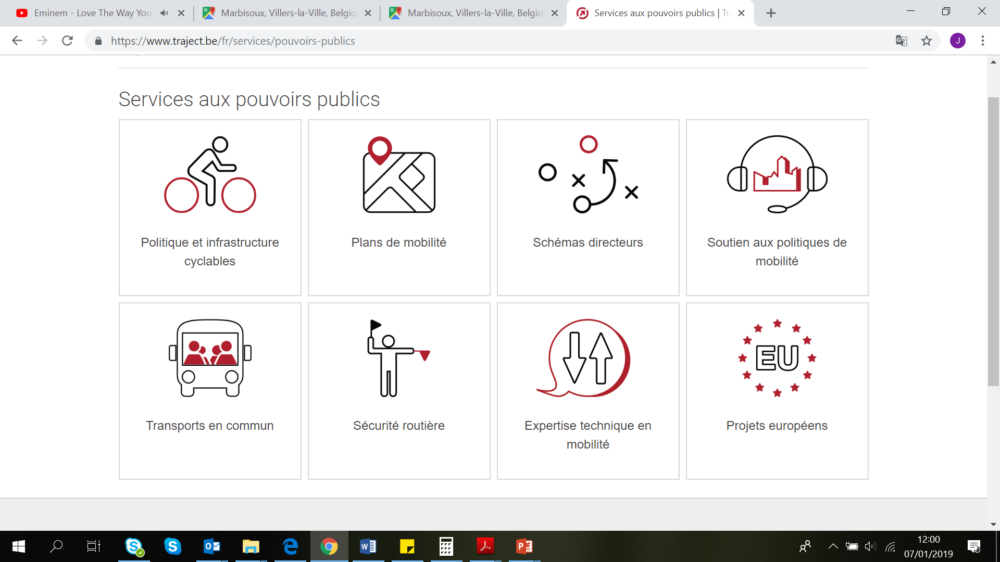 Eminem - Love The Way You
Marbisoux, Villers-la-Ville, Belgiq
Marbisoux, Villers-la-Ville, Belgiq
Services aux pouvoirs publics | Tr
https://www.traject.be/fr/services/pouvoirs-publics
J
Services aux pouvoirs publics
Politique et infrastructure
cyclables
Plans de mobilité
Schémas directeurs
Soutien aux politiques de
mobilité
EU
Transports en commun
Sécurité routière
Expertise technique en
mobilité
Projets européens
12:00
07/01/2019